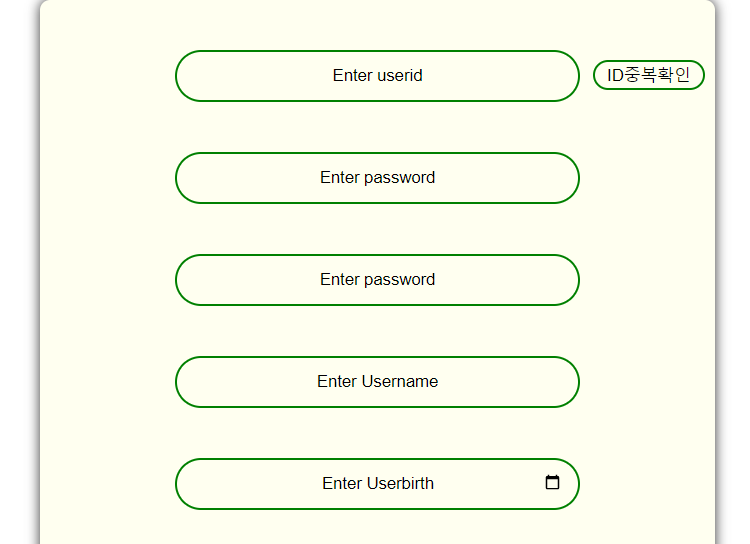 Enter userid
ID중복확인
Enter password
Enter password
Enter Username
Enter Userbirth